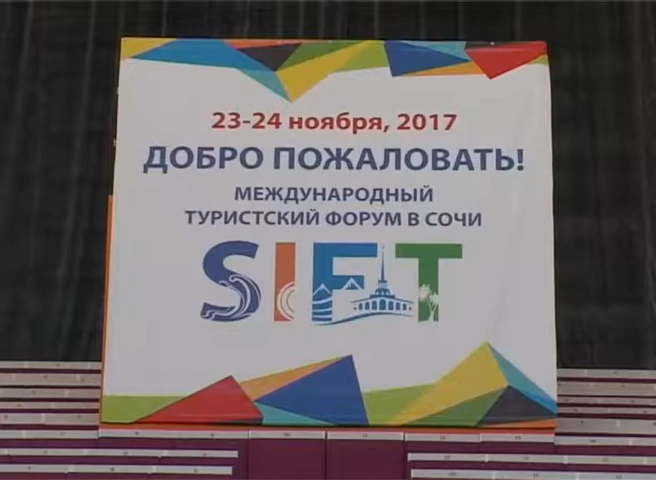 23-24 ноября, 2017
ДОБРО ПОЖАЛОВАТЬ!
МЕЖДУНАРОДНЫЙ
ТУРИСТСКИЙ ФОРУМ В СОЧИ
SIFT